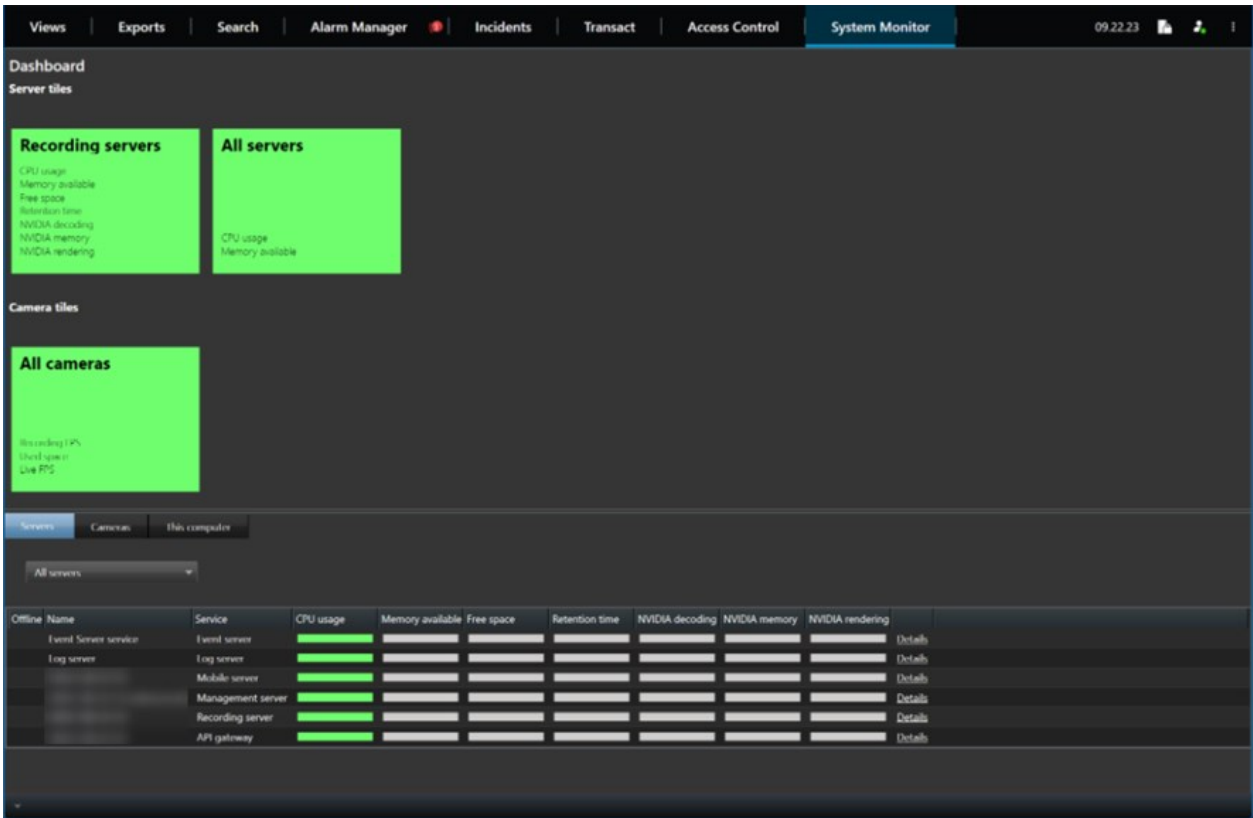 Views Exports Search Alarm Manager Incidents Transact Access Control System Monitor 09.22.23
Dashboard
Server tiles
Recording servers
CPU usage
Memory available
Free space
Retention time
NVIDIA decoding
NVIDIA memory
NVIDIA rendering
All servers
CPU usage
Memory available
Camera tiles
All cameras
Recording FPS
Used space
Live FPS
Servers Cameras This computer
All servers
Offline Name Service CPU usage Memory available Free space Retention time NVIDIA decoding NVIDIA memory NVIDIA rendering
Event Server service Event server Details
Log server Log server Details
Mobile server Details
Management server Details
Recording server Details
API gateway Details